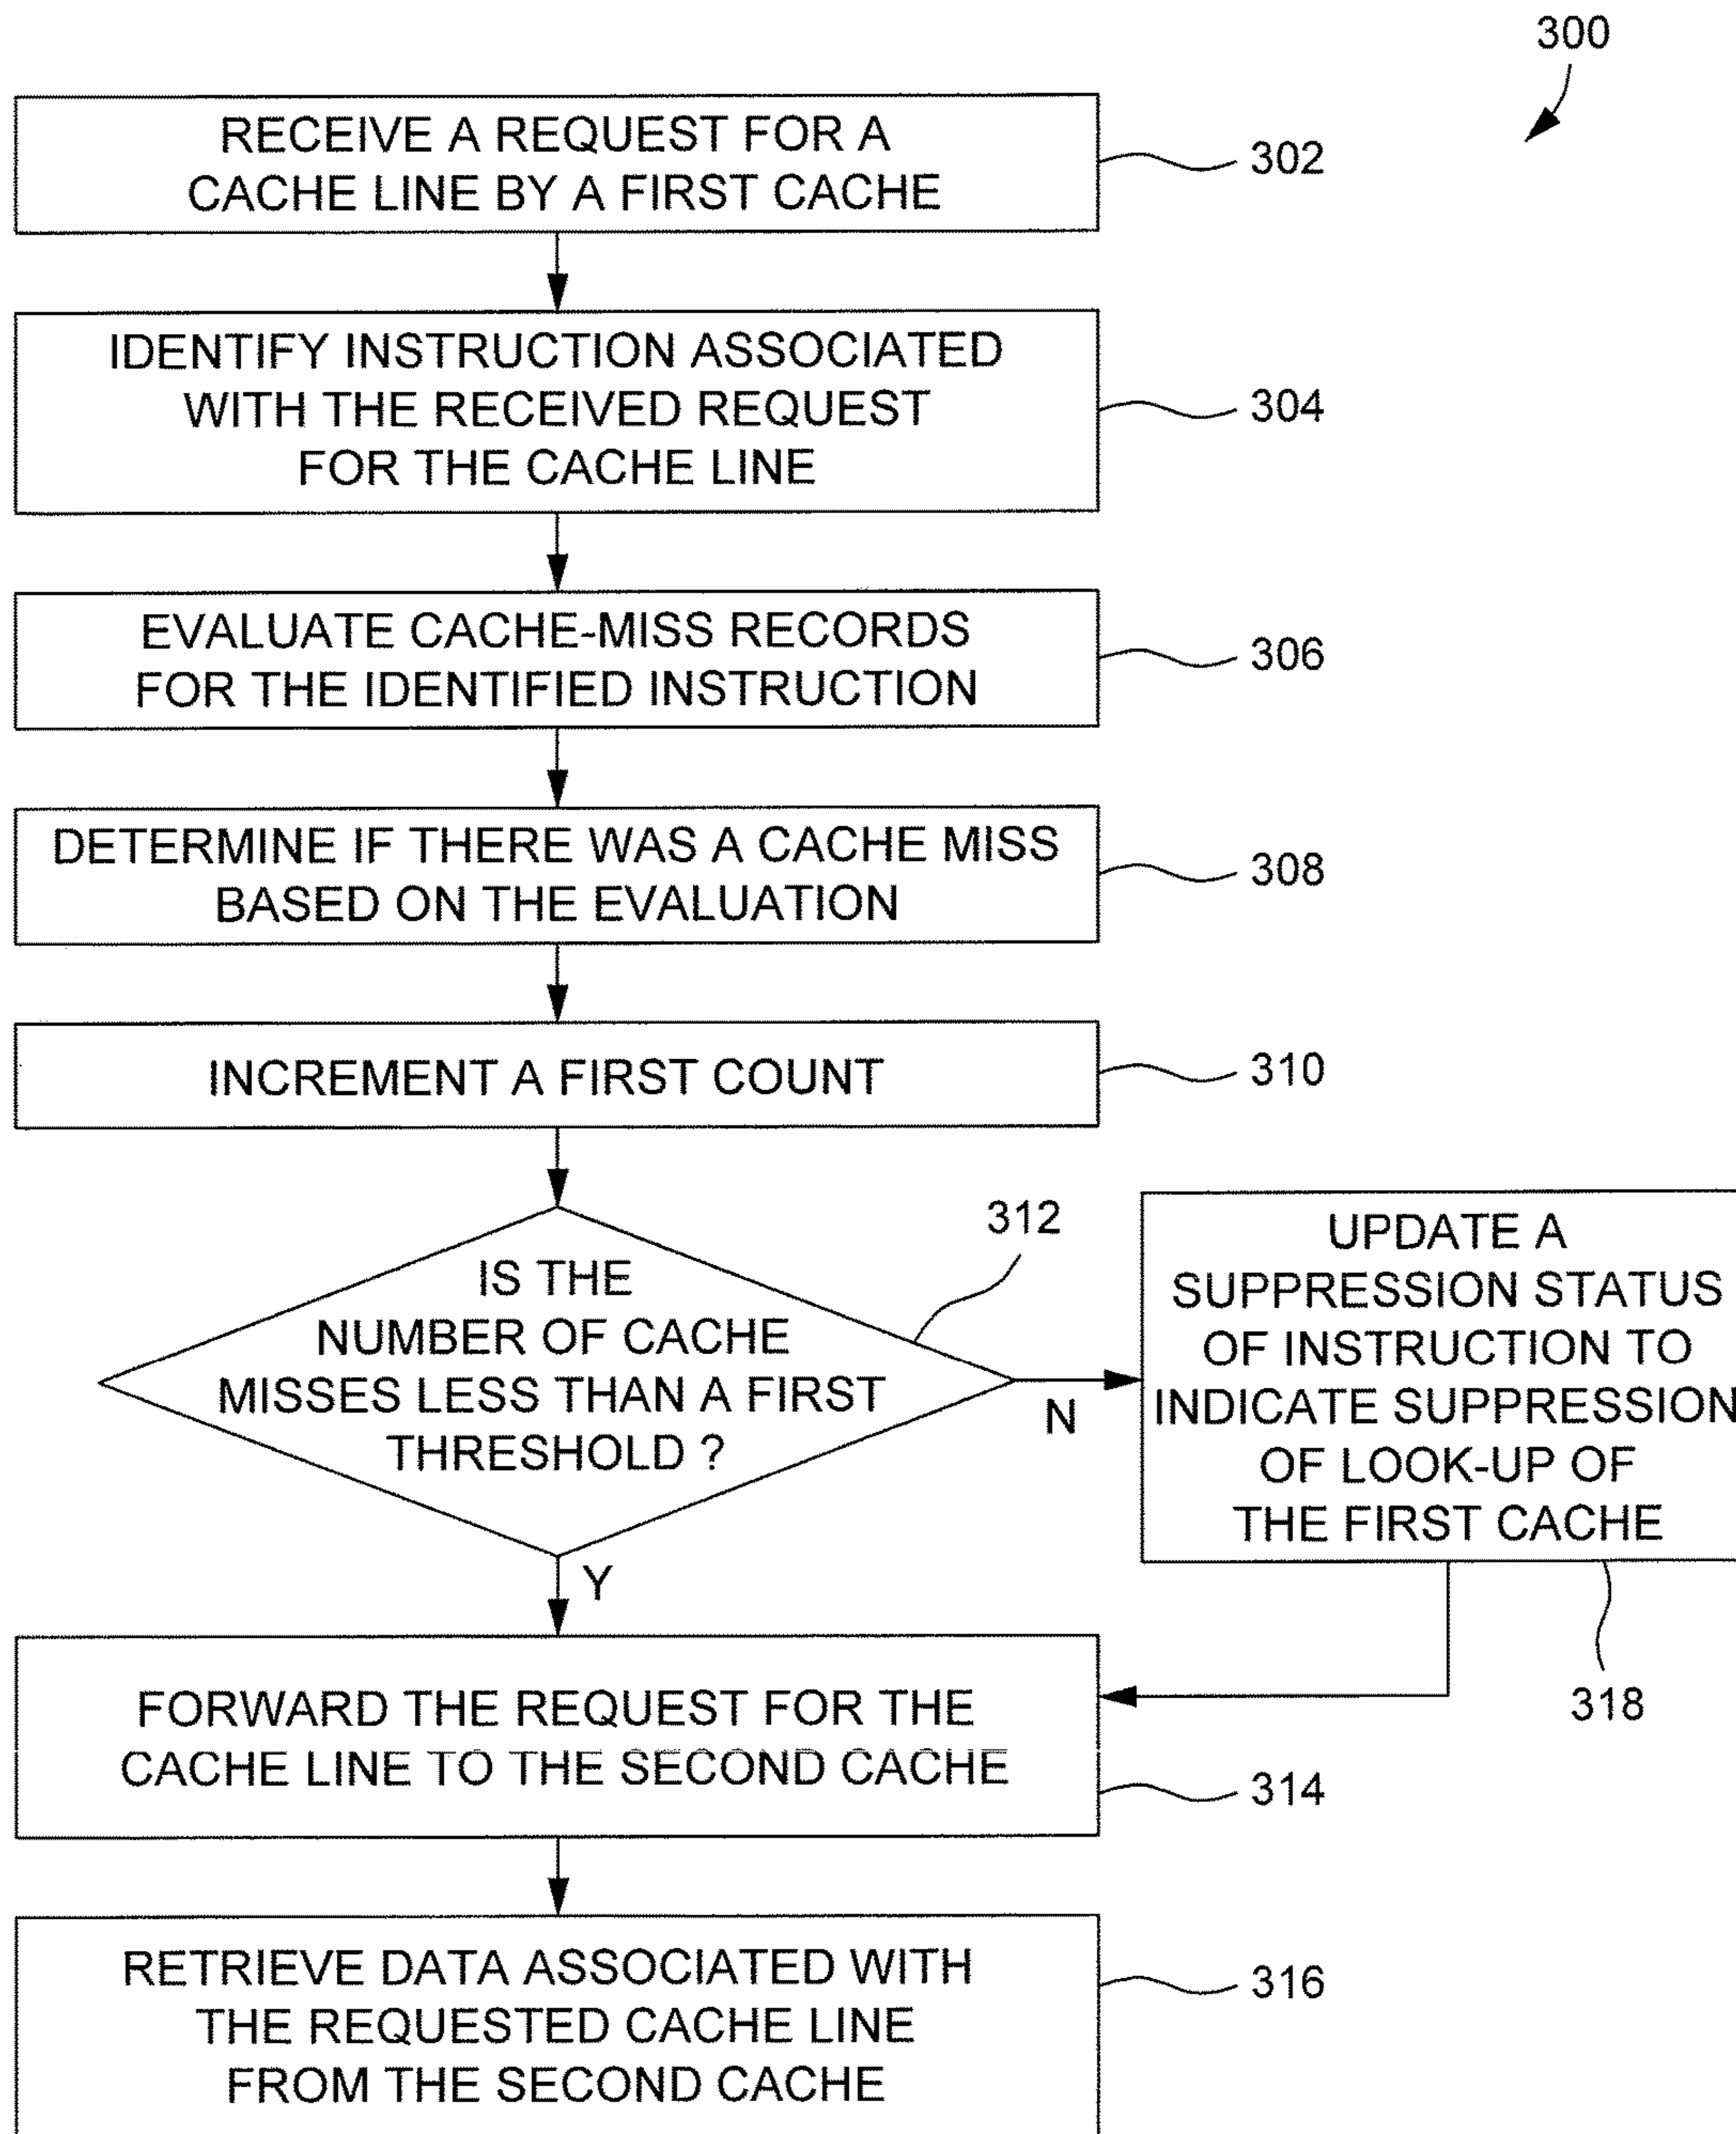 300
RECEIVE A REQUEST FOR A
CACHE LINE BY A FIRST CACHE
302
IDENTIFY INSTRUCTION ASSOCIATED
WITH THE RECEIVED REQUEST
FOR THE CACHE LINE
304
EVALUATE CACHE-MISS RECORDS
FOR THE IDENTIFIED INSTRUCTION
306
DETERMINE IF THERE WAS A CACHE MISS
BASED ON THE EVALUATION
308
INCREMENT A FIRST COUNT
310
IS THE
NUMBER OF CACHE
MISSES LESS THAN A FIRST
THRESHOLD ?
312
N
Y
UPDATE A
SUPPRESSION STATUS
OF INSTRUCTION TO
INDICATE SUPPRESSION
OF LOOK-UP OF
THE FIRST CACHE
318
FORWARD THE REQUEST FOR THE
CACHE LINE TO THE SECOND CACHE
314
RETRIEVE DATA ASSOCIATED WITH
THE REQUESTED CACHE LINE
FROM THE SECOND CACHE
316